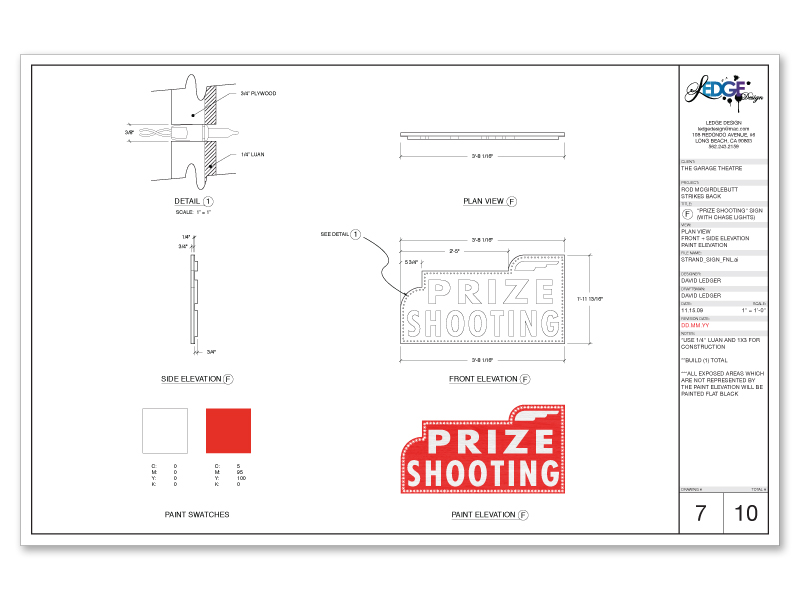 3/4" PLYWOOD
3/8"
1/4" LUAN
DETAIL 1
SCALE: 1" = 1"
3'-8 1/16"
PLAN VIEW F
1/4"
3/4"
3/4"
SIDE ELEVATION F
SEE DETAIL 1
3'-8 1/16"
2'-5"
5 3/4"
1'-11 13/16"
PRIZE
SHOOTING
3'-8 1/16"
FRONT ELEVATION F
C: 0
M: 0
Y: 0
K: 0
C: 5
M: 95
Y: 100
K: 0
PAINT SWATCHES
PRIZE
SHOOTING
PAINT ELEVATION F
LEDGE
Design
LEDGE DESIGN
ledgedesign@mac.com
108 REDONDO AVENUE, #6
LONG BEACH, CA 90803
562.243.2159
CLIENT:
THE GARAGE THEATRE
PROJECT:
ROD MCGIRDLEBUTT
STRIKES BACK
TITLE:
F "PRIZE SHOOTING" SIGN
(WITH CHASE LIGHTS)
VIEW:
PLAN VIEW
FRONT + SIDE ELEVATION
PAINT ELEVATION
FILE NAME:
STRAND_SIGN_FNL.ai
DESIGNER:
DAVID LEDGER
DRAFTSMAN:
DAVID LEDGER
DATE: SCALE:
11.15.09 1" = 1'-0"
REVISION DATE:
DD.MM.YY
NOTES:
*USE 1/4" LUAN AND 1X3 FOR
CONSTRUCTION
**BUILD (1) TOTAL
***ALL EXPOSED AREAS WHICH
ARE NOT REPRESENTED BY
THE PAINT ELEVATION WILL BE
PAINTED FLAT BLACK
DRAWING # TOTAL #
7 10